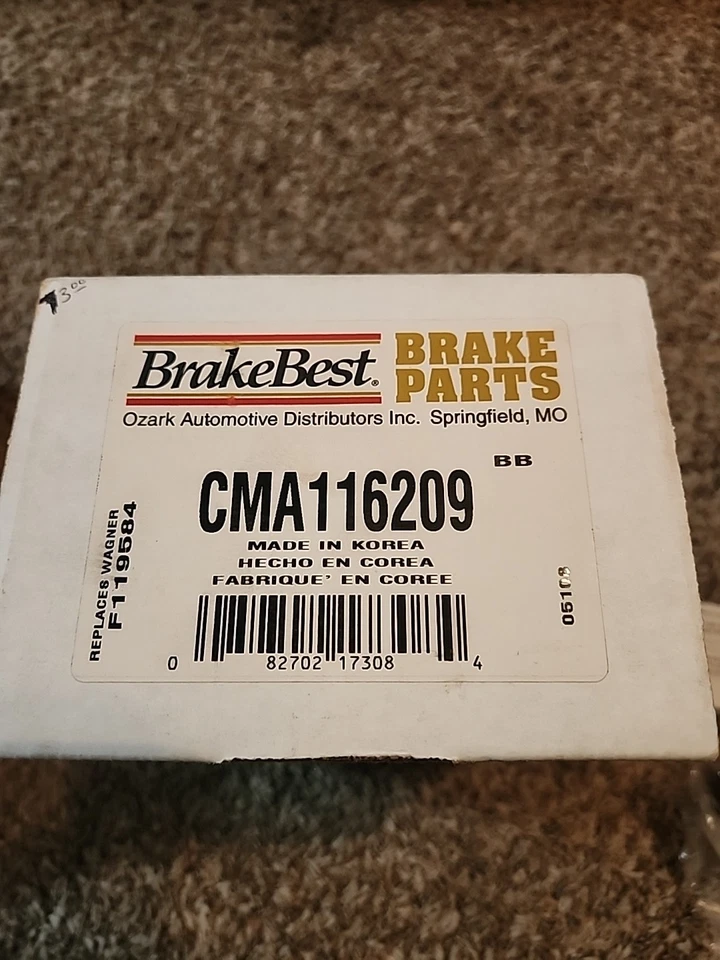 3.00
BrakeBest®
BRAKE
PARTS
Ozark Automotive Distributors Inc. Springfield, MO
BB
CMA116209
MADE IN KOREA
HECHO EN COREA
FABRIQUE' EN COREE
REPLACES WAGNER
F119584
0 82702 17308 4